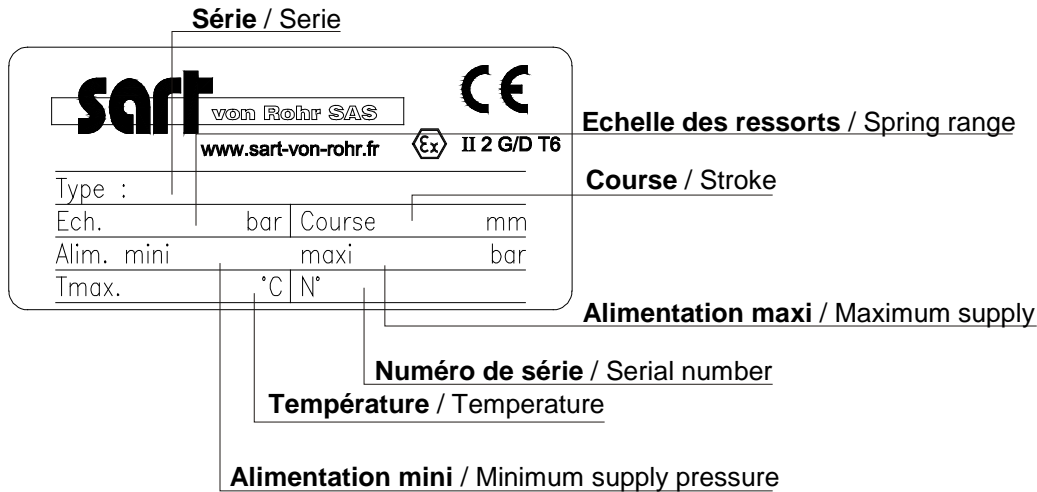 Série / Serie
sart
von Rohr SAS
CE
www.sart-von-rohr.fr
Ex II 2 G/D T6
Echelle des ressorts / Spring range
Type :
Course / Stroke
Ech. bar Course mm
Alim. mini maxi bar
Tmax. °C N°
Alimentation maxi / Maximum supply
Numéro de série / Serial number
Température / Temperature
Alimentation mini / Minimum supply pressure